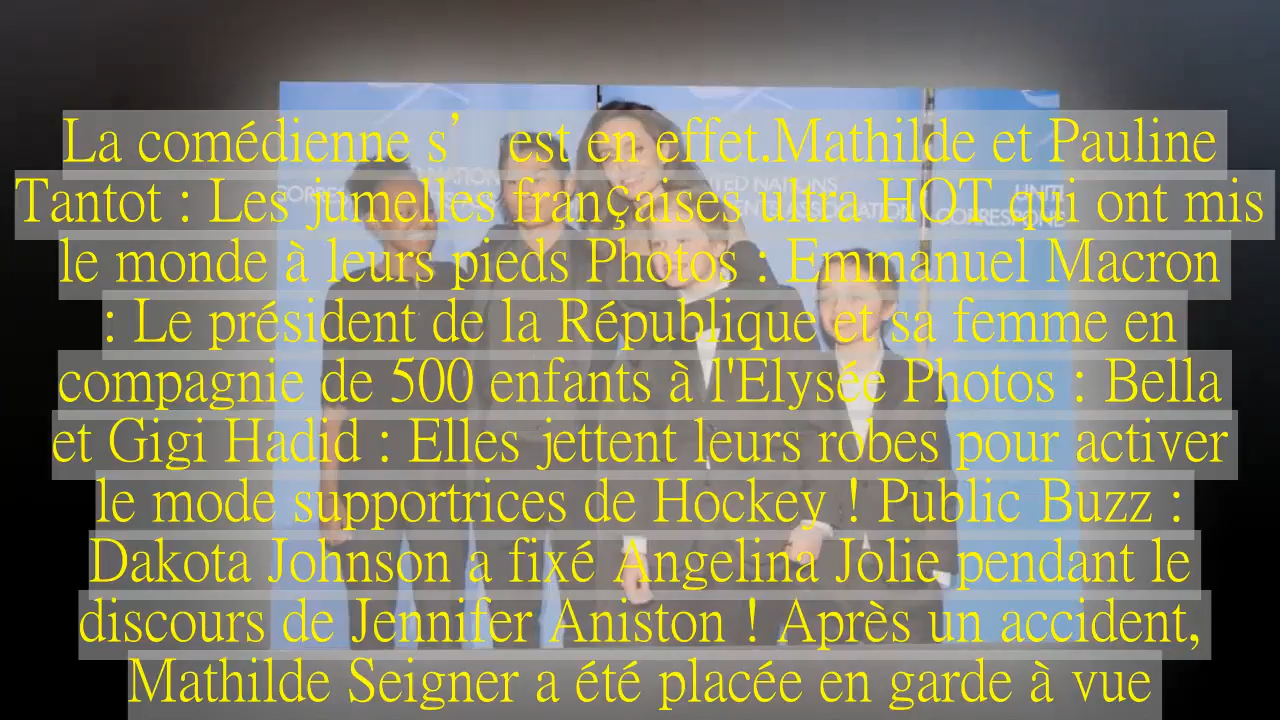 La comédienne s’ est en effet.Mathilde et Pauline
Tantot : Les jumelles françaises ultra HOT qui ont mis
le monde à leurs pieds Photos : Emmanuel Macron
: Le président de la République et sa femme en
compagnie de 500 enfants à l'Elysée Photos : Bella
et Gigi Hadid : Elles jettent leurs robes pour activer
le mode supportrices de Hockey ! Public Buzz :
Dakota Johnson a fixé Angelina Jolie pendant le
discours de Jennifer Aniston ! Après un accident,
Mathilde Seigner a été placée en garde à vue
NATIONS
UNITED NATIONS